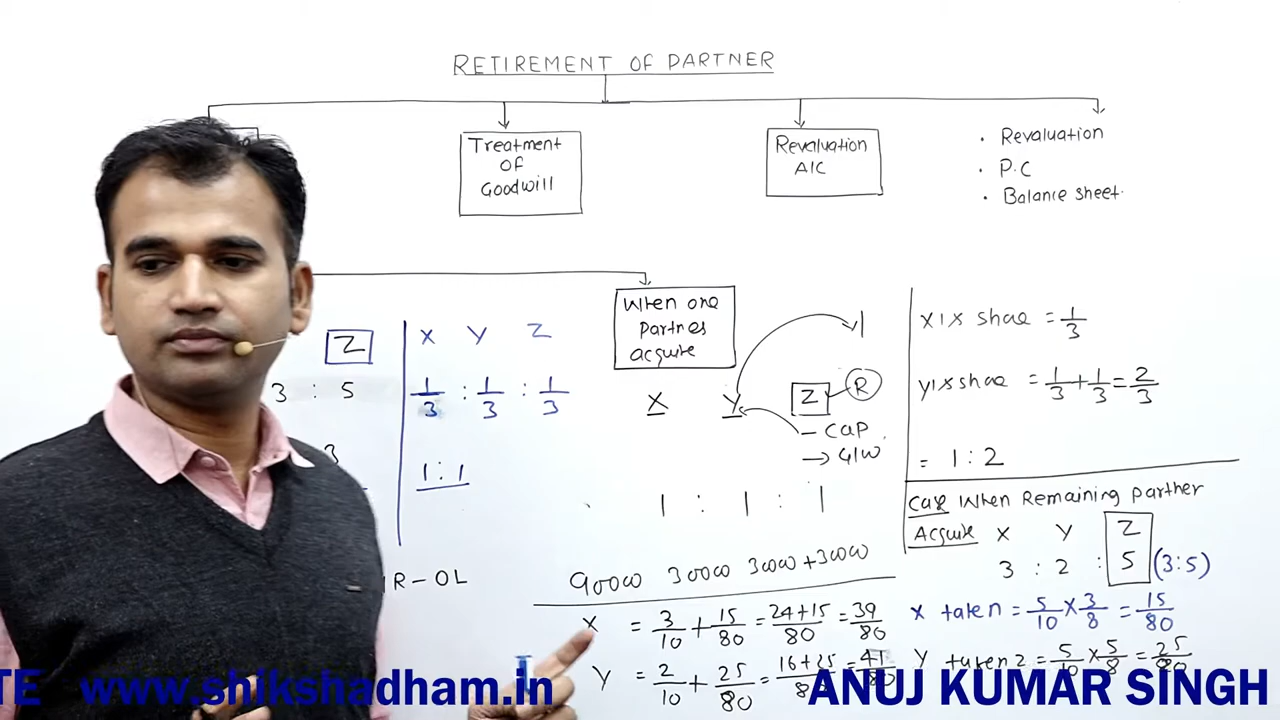 RETIREMENT OF PARTNER
Treatment
OF
Goodwill
Revaluation
A/C
· Revaluation
· P.C
· Balance sheet.
Z
3 : 5
3
X Y Z
1/3 : 1/3 : 1/3
1 : 1
R-OL
When one
partner
acquire
X Y Z R
- Cap
→ G/W
1 : 1 : 1
90000 30000 30000+30000
X = 3/10 + 15/80 = 24+15/80 = 39/80
Y = 2/10 + 25/80 = 16+25/8 = 41/80
X's share = 1/3
Y's share = 1/3 + 1/3 = 2/3
= 1 : 2
Case When Remaining partner
Acquire X Y Z
3 : 2 : 5 (3:5)
X taken = 5/10 × 3/8 = 15/80
Y taken 2 = 5/10 × 5/8 = 25/80
TE www.shikshadham.in ANUJ KUMAR SINGH